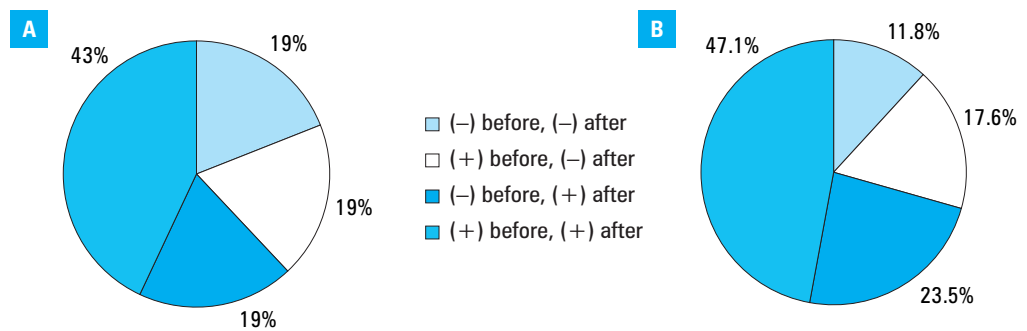 A
43%
19%
19%
19%
(–) before, (–) after
(+) before, (–) after
(–) before, (+) after
(+) before, (+) after
B
47.1%
11.8%
17.6%
23.5%